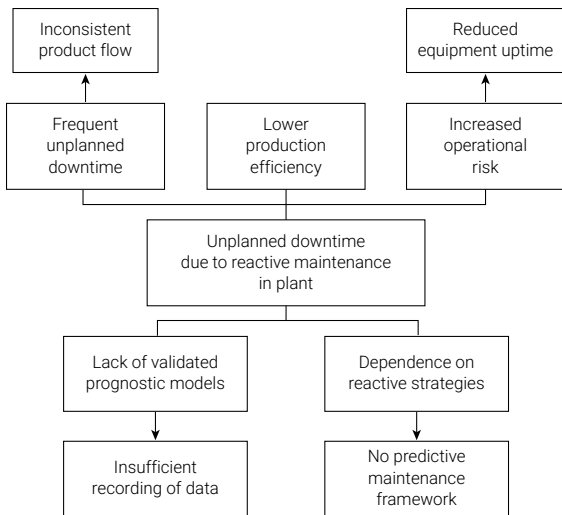 Inconsistent
product flow
Reduced
equipment uptime
Frequent
unplanned
downtime
Lower
production
efficiency
Increased
operational
risk
Unplanned downtime
due to reactive maintenance
in plant
Lack of validated
prognostic models
Dependence on
reactive strategies
Insufficient
recording of data
No predictive
maintenance
framework